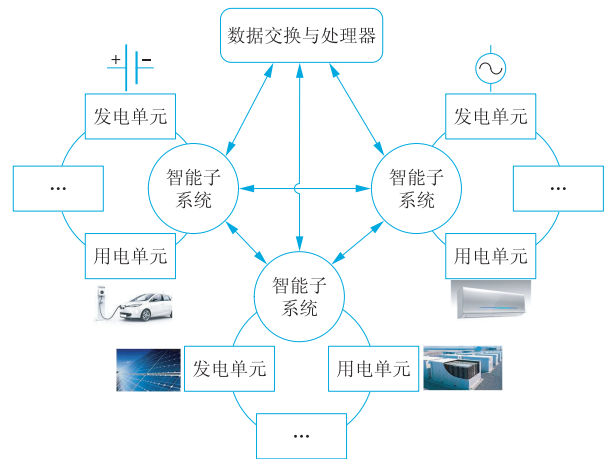 数据交换与处理器
+ −
发电单元
发电单元
智能子
系统
智能子
系统
...
...
用电单元
用电单元
智能子
系统
发电单元
用电单元
...